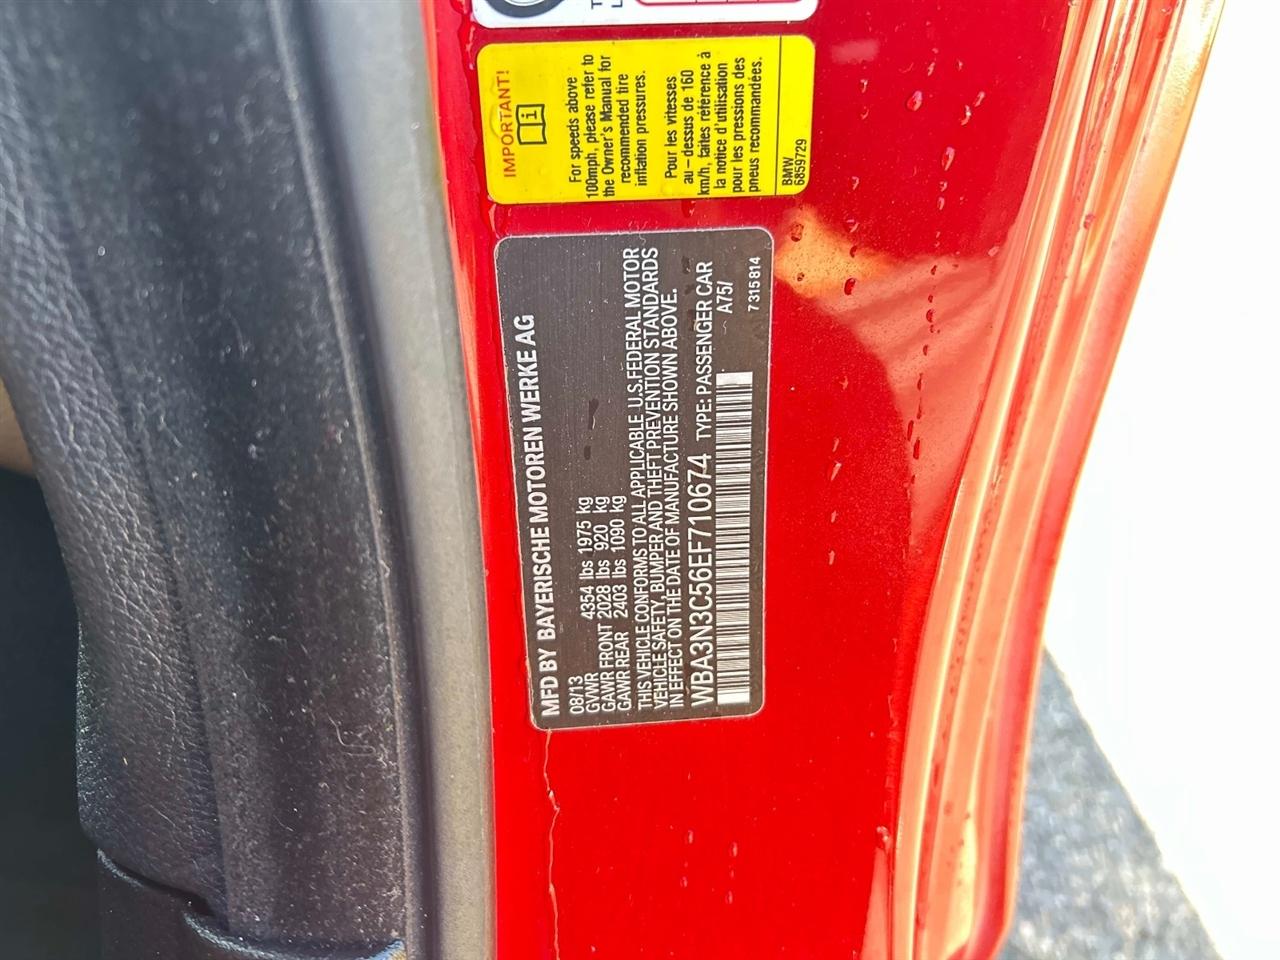 IMPORTANT!
For speeds above
100mph, please refer to
the Owner's Manual for
recommended tire
inflation pressures.
Pour les vitesses
au - dessus de 160
km/h, faites référence à
la notice d'utilisation
pour les pressions des
pneus recommandées.
BMW
6859729
MFD BY BAYERISCHE MOTOREN WERKE AG
08/13
GVWR 4354 lbs 1975 kg
GAWR FRONT 2028 lbs 920 kg
GAWR REAR 2403 lbs 1090 kg
THIS VEHICLE CONFORMS TO ALL APPLICABLE U.S.FEDERAL MOTOR
VEHICLE SAFETY, BUMPER AND THEFT PREVENTION STANDARDS
IN EFFECT ON THE DATE OF MANUFACTURE SHOWN ABOVE.
WBA3N3C56EF710674 TYPE: PASSENGER CAR
A75/
7 315 814